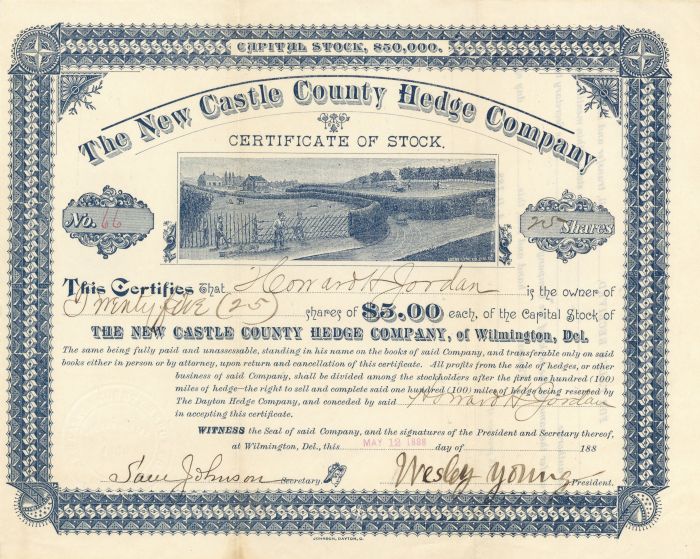 CAPITAL STOCK, $50,000.
The New Castle County Hedge Company
CERTIFICATE OF STOCK.
No. 66
25 Shares
This Certifies That Howard H Jordan is the owner of
Twenty five (25) shares of $5.00 each, of the Capital Stock of
THE NEW CASTLE COUNTY HEDGE COMPANY, of Wilmington, Del.
The same being fully paid and unassessable, standing in his name on the books of said Company, and transferable only on said
books either in person or by attorney, upon return and cancellation of this certificate. All profits from the sale of hedges, or other
business of said Company, shall be divided among the stockholders after the first one hundred (100)
miles of hedge—the right to sell and complete said one hundred (100) miles of hedge being reserved by
The Dayton Hedge Company, and conceded by said Howard H Jordan
in accepting this certificate.
WITNESS the Seal of said Company, and the signatures of the President and Secretary thereof,
at Wilmington, Del., this MAY 12 1888 day of 188
Sam Johnson Secretary. Wesley Young President.
JOHNSON, DAYTON, O.